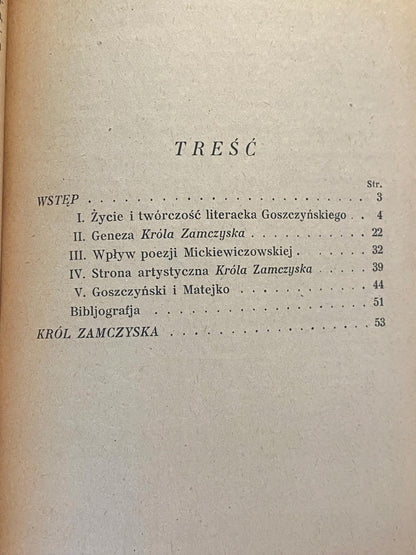 TREŚĆ
Str.
WSTĘP . . . . . . . . . . . . . . . . . . . . . . . . 3
I. Życie i twórczość literacka Goszczyńskiego . . 4
II. Geneza Króla Zamczyska . . . . . . . . . . . 22
III. Wpływ poezji Mickiewiczowskiej . . . . . . . 32
IV. Strona artystyczna Króla Zamczyska . . . . . 39
V. Goszczyński i Matejko . . . . . . . . . . . . 44
Bibljografja . . . . . . . . . . . . . . . . . . 51
KRÓL ZAMCZYSKA . . . . . . . . . . . . . . . . . 53